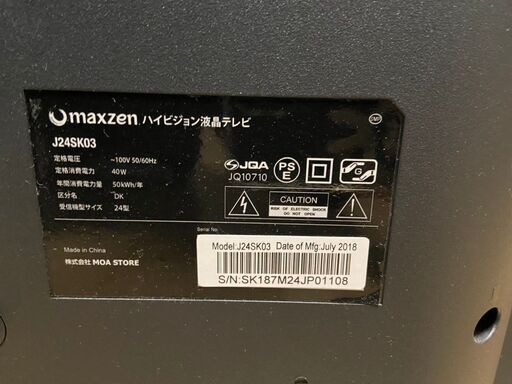 maxzen ハイビジョン液晶テレビ
J24SK03
定格電圧 ~100V 50/60Hz
定格消費電力 40W
年間消費電力量 50kWh/年
区分名 DK
受信機型サイズ 24型
JQA
JQ10710
PS
E
G
CAUTION
RISK OF ELECTRIC SHOCK
DO NOT OPEN
Made in China
株式会社 MOA STORE
Serial No.
Model:J24SK03 Date of Mfg:July 2018
S/N:SK187M24JP01108